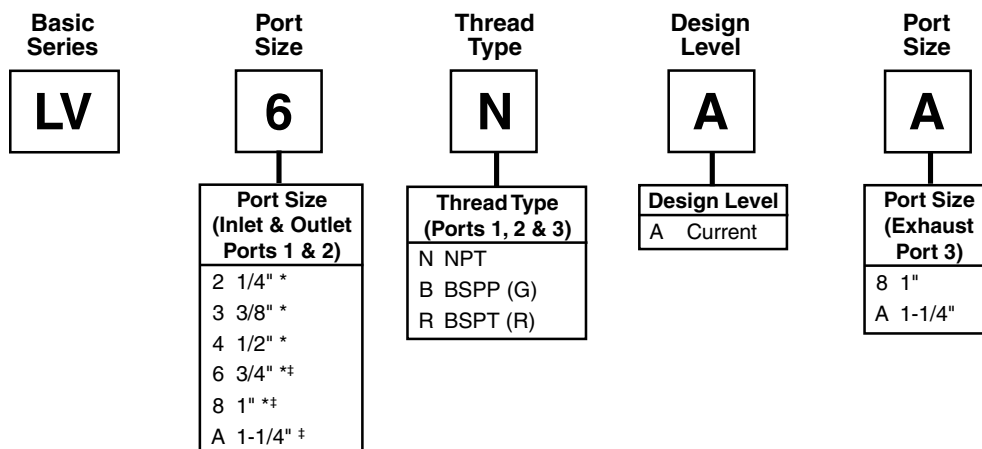 Basic
Series
Port
Size
Thread
Type
Design
Level
Port
Size
LV
6
N
A
A
Port Size
(Inlet & Outlet
Ports 1 & 2)
2 1/4" *
3 3/8" *
4 1/2" *
6 3/4" *‡
8 1" *‡
A 1-1/4" ‡
Thread Type
(Ports 1, 2 & 3)
N NPT
B BSPP (G)
R BSPT (R)
Design Level
A Current
Port Size
(Exhaust
Port 3)
8 1"
A 1-1/4"